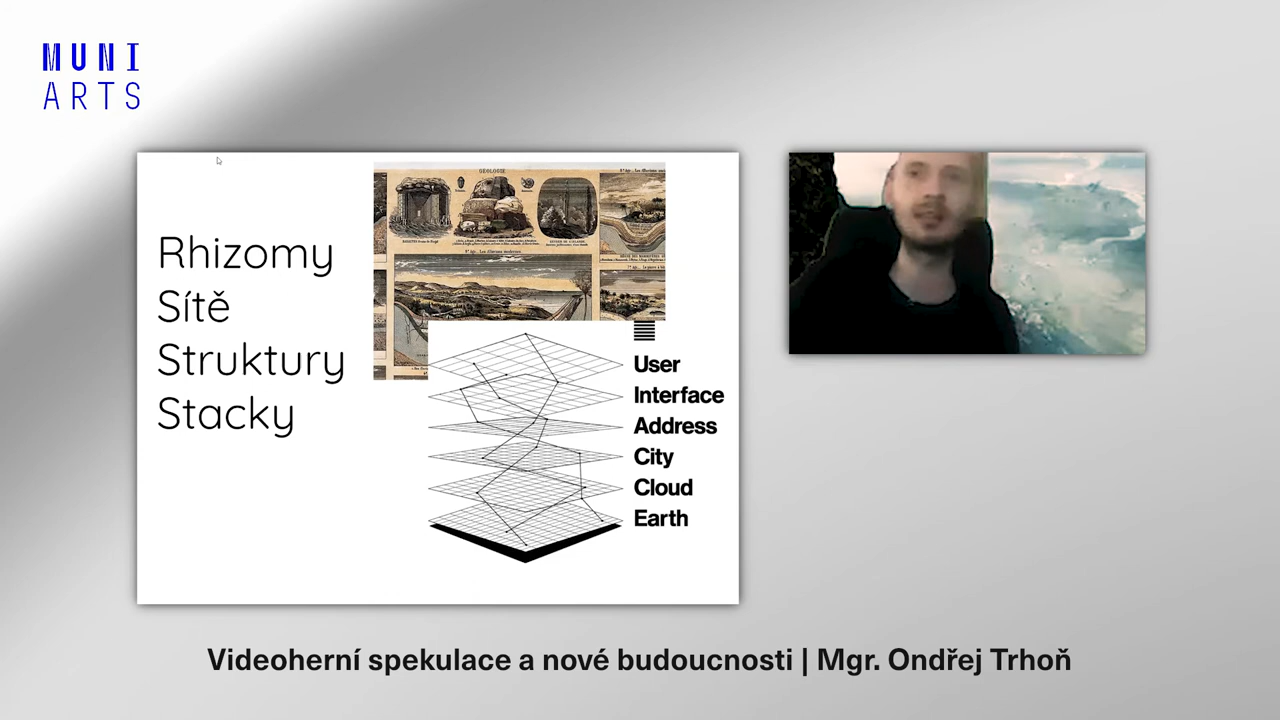 MUNI
ARTS
Rhizomy
Sítě
Struktury
Stacky
GÉOLOGIE
User
Interface
Address
City
Cloud
Earth
Videoherní spekulace a nové budoucnosti | Mgr. Ondřej Trhoň